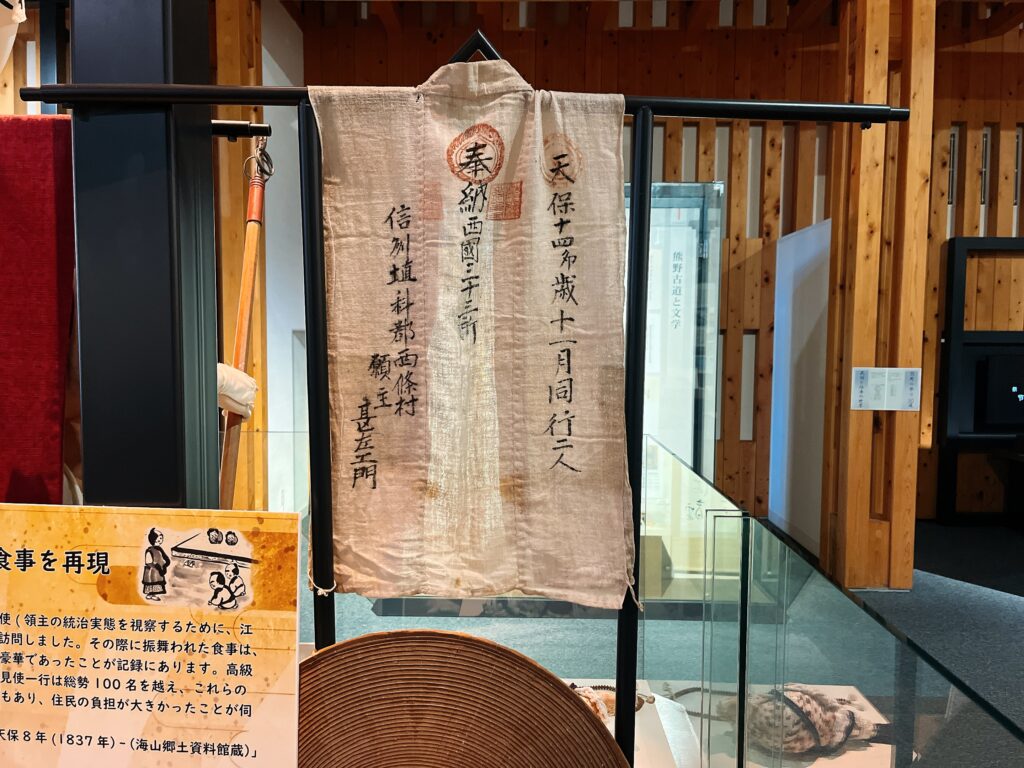 天保十四年歳十一月同行二人
奉納西國三十三所
信刕埴科郡西條村
願主
甚五左エ門
熊野古道と文学
食事を再現
使(領主の統治実態を視察するために、江
訪問しました。その際に振舞われた食事は、
豪華であったことが記録にあります。高級
見使一行は総勢100名を越え、これらの
もあり、住民の負担が大きかったことが伺
天保8年(1837年)-(海山郷土資料館蔵)」